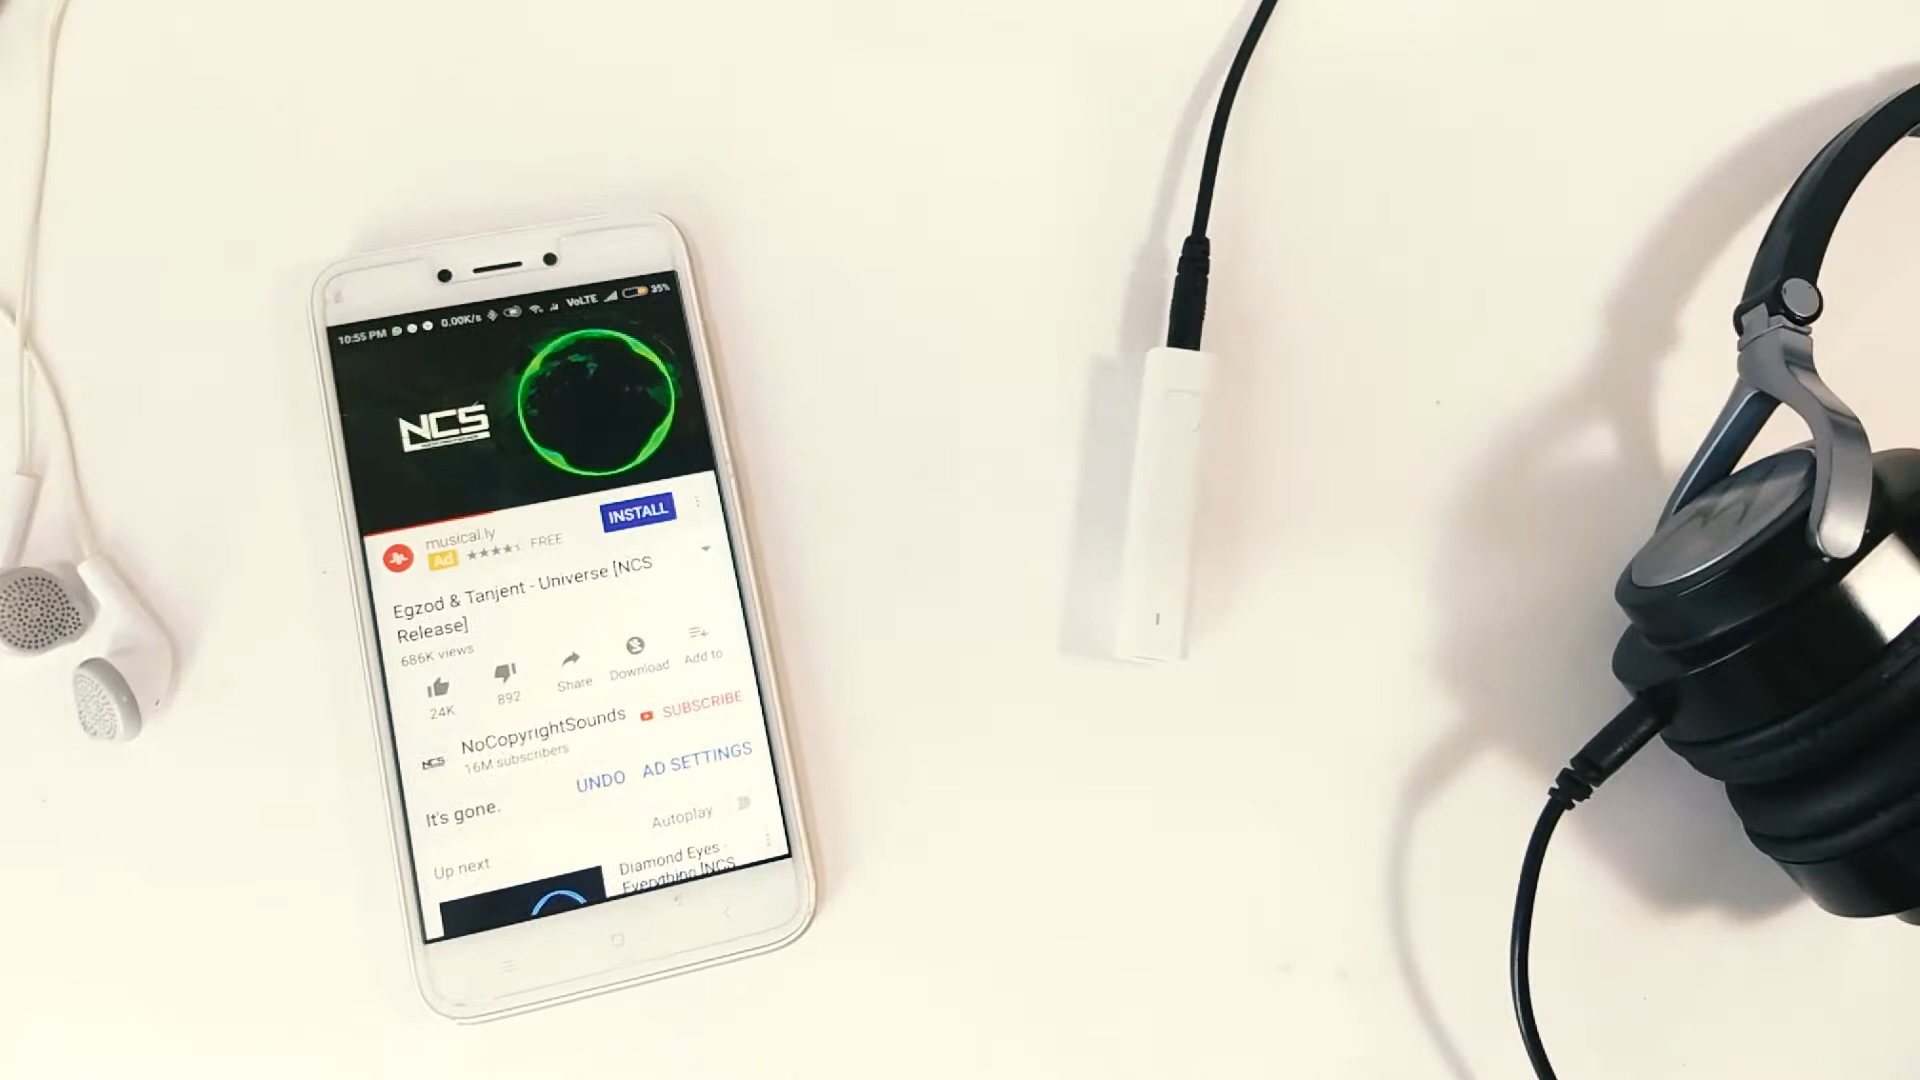 10:55 PM 0.00K/s VoLTE 35%
NCS
musical.ly
Ad FREE
INSTALL
Egzod & Tanjent - Universe [NCS
Release]
686K views
24K 892 Share Download Add to
NCS NoCopyrightSounds SUBSCRIBE
16M subscribers
UNDO AD SETTINGS
It's gone.
Autoplay
Up next
Diamond Eyes -
Everything [NCS